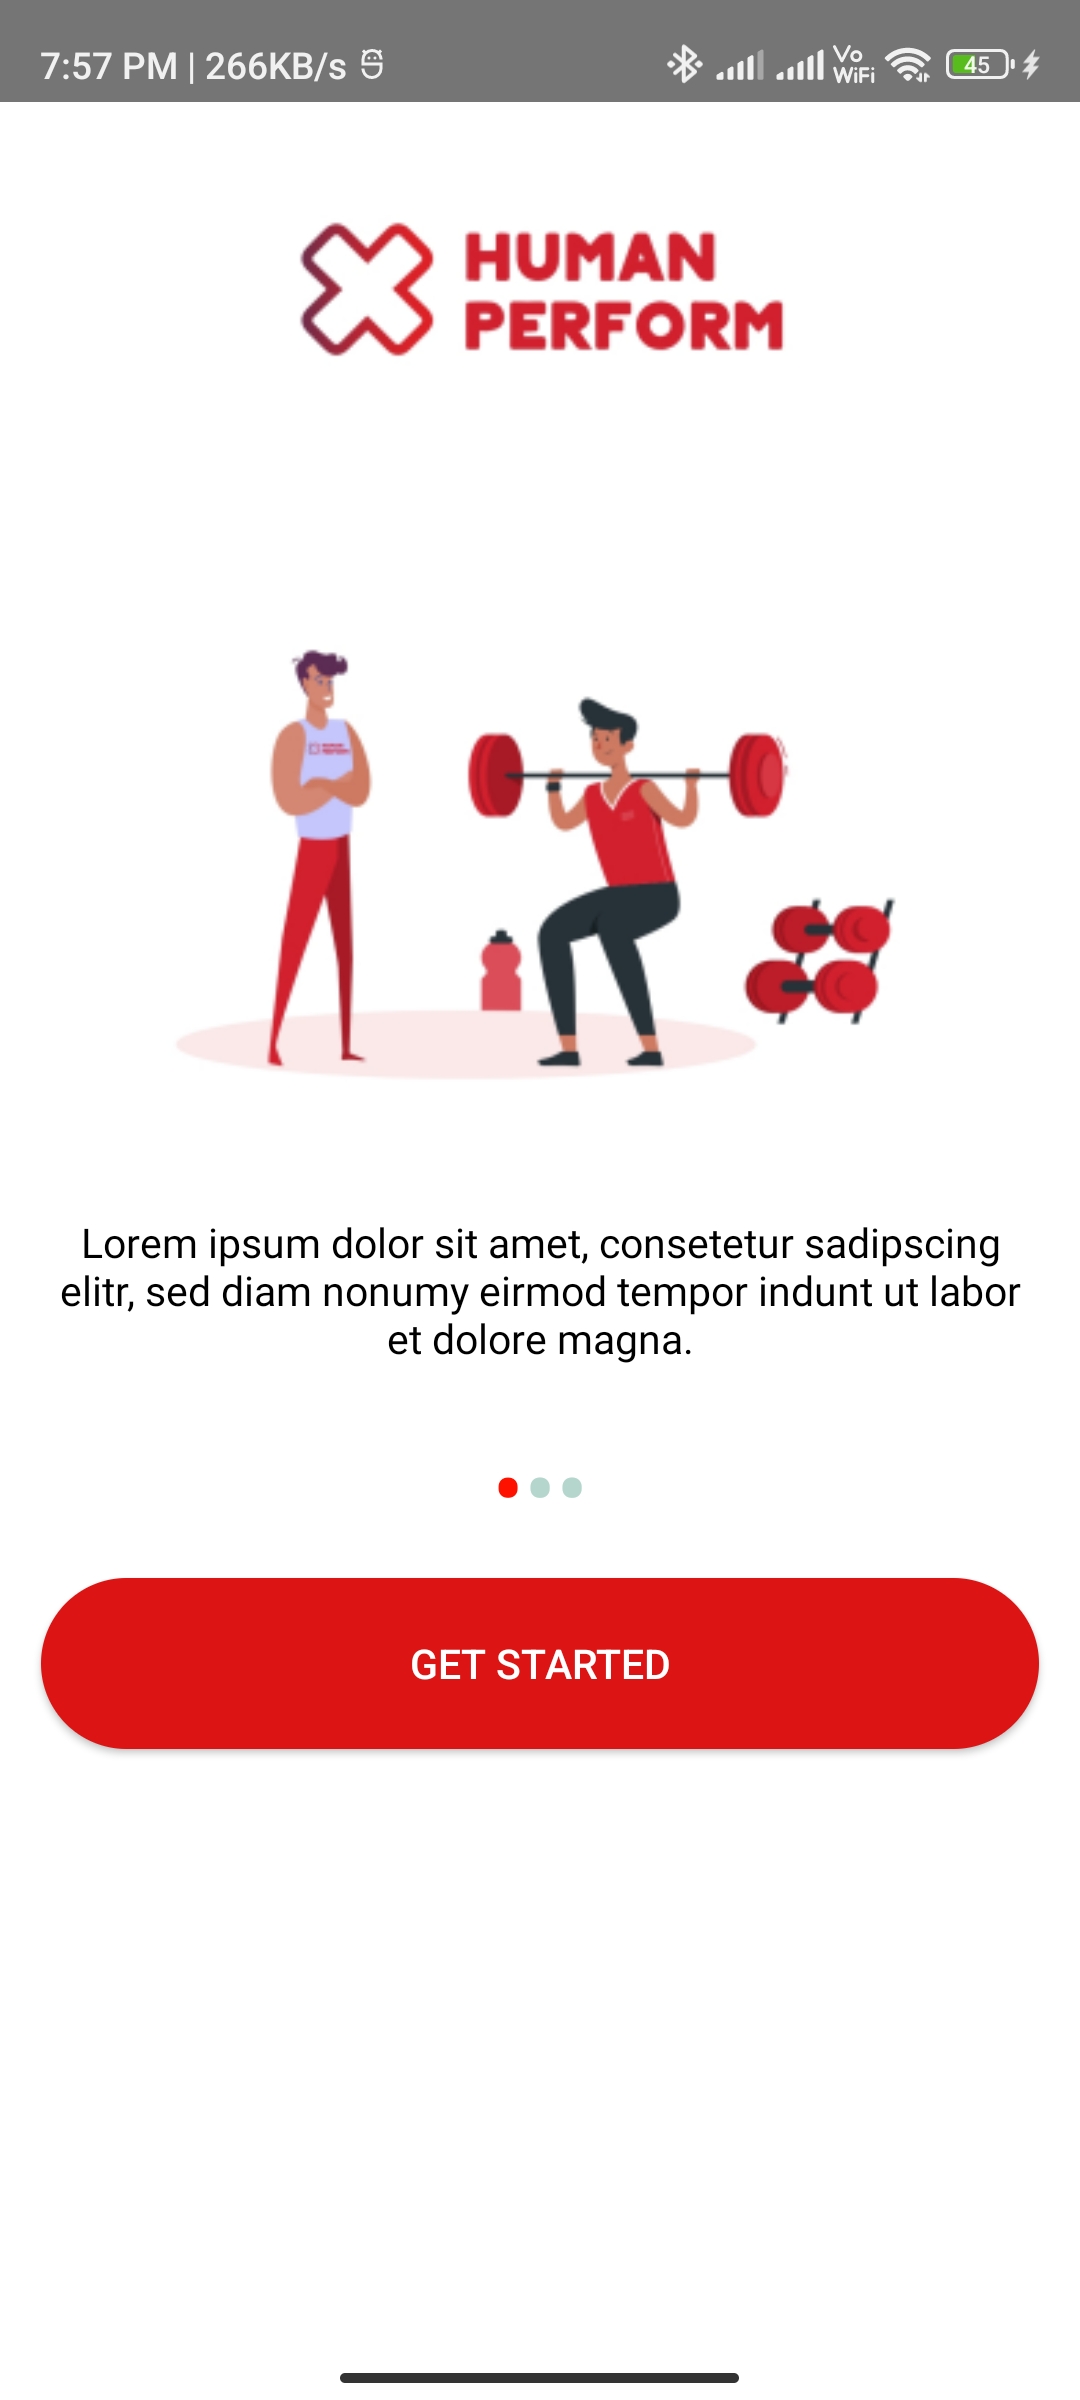 7:57 PM | 266KB/s
Vo
WiFi
45
HUMAN
PERFORM
Lorem ipsum dolor sit amet, consetetur sadipscing
elitr, sed diam nonumy eirmod tempor indunt ut labor
et dolore magna.
GET STARTED